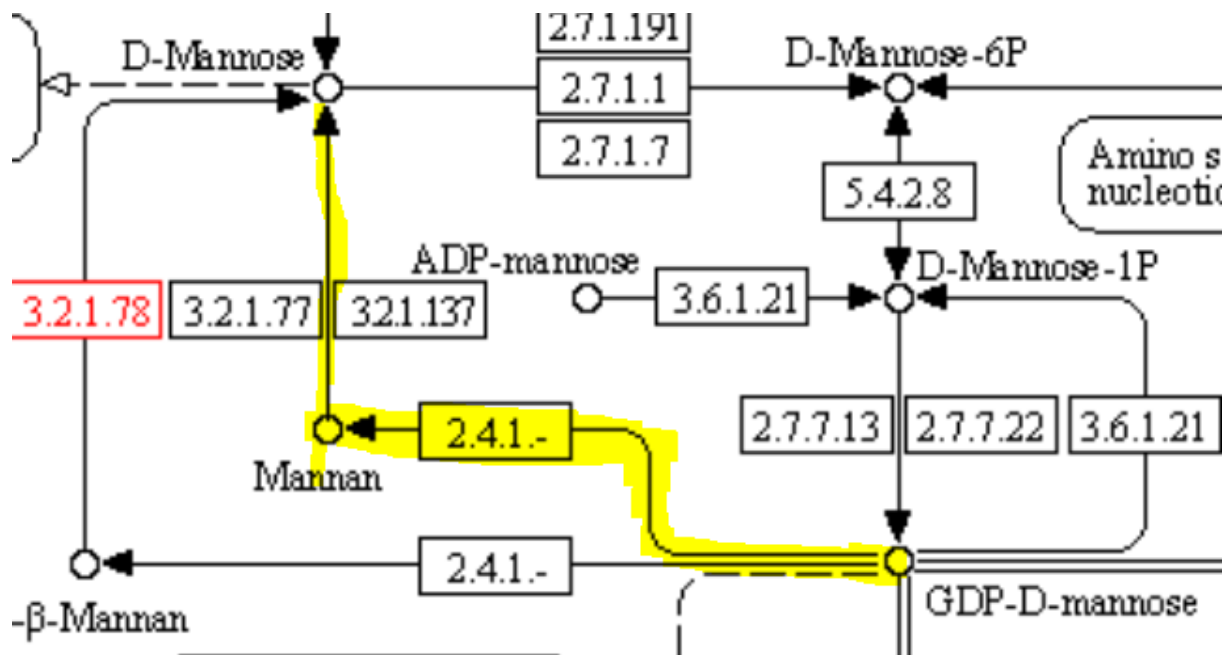 2.7.1.191
D-Mannose
D-Mannose-6P
2.7.1.1
2.7.1.7
Amino s
nucleotic
5.4.2.8
ADP-mannose
D-Mannose-1P
3.2.1.78
3.2.1.77
3.2.1.137
3.6.1.21
2.4.1.-
2.7.7.13
2.7.7.22
3.6.1.21
Mannan
2.4.1.-
GDP-D-mannose
-β-Mannan